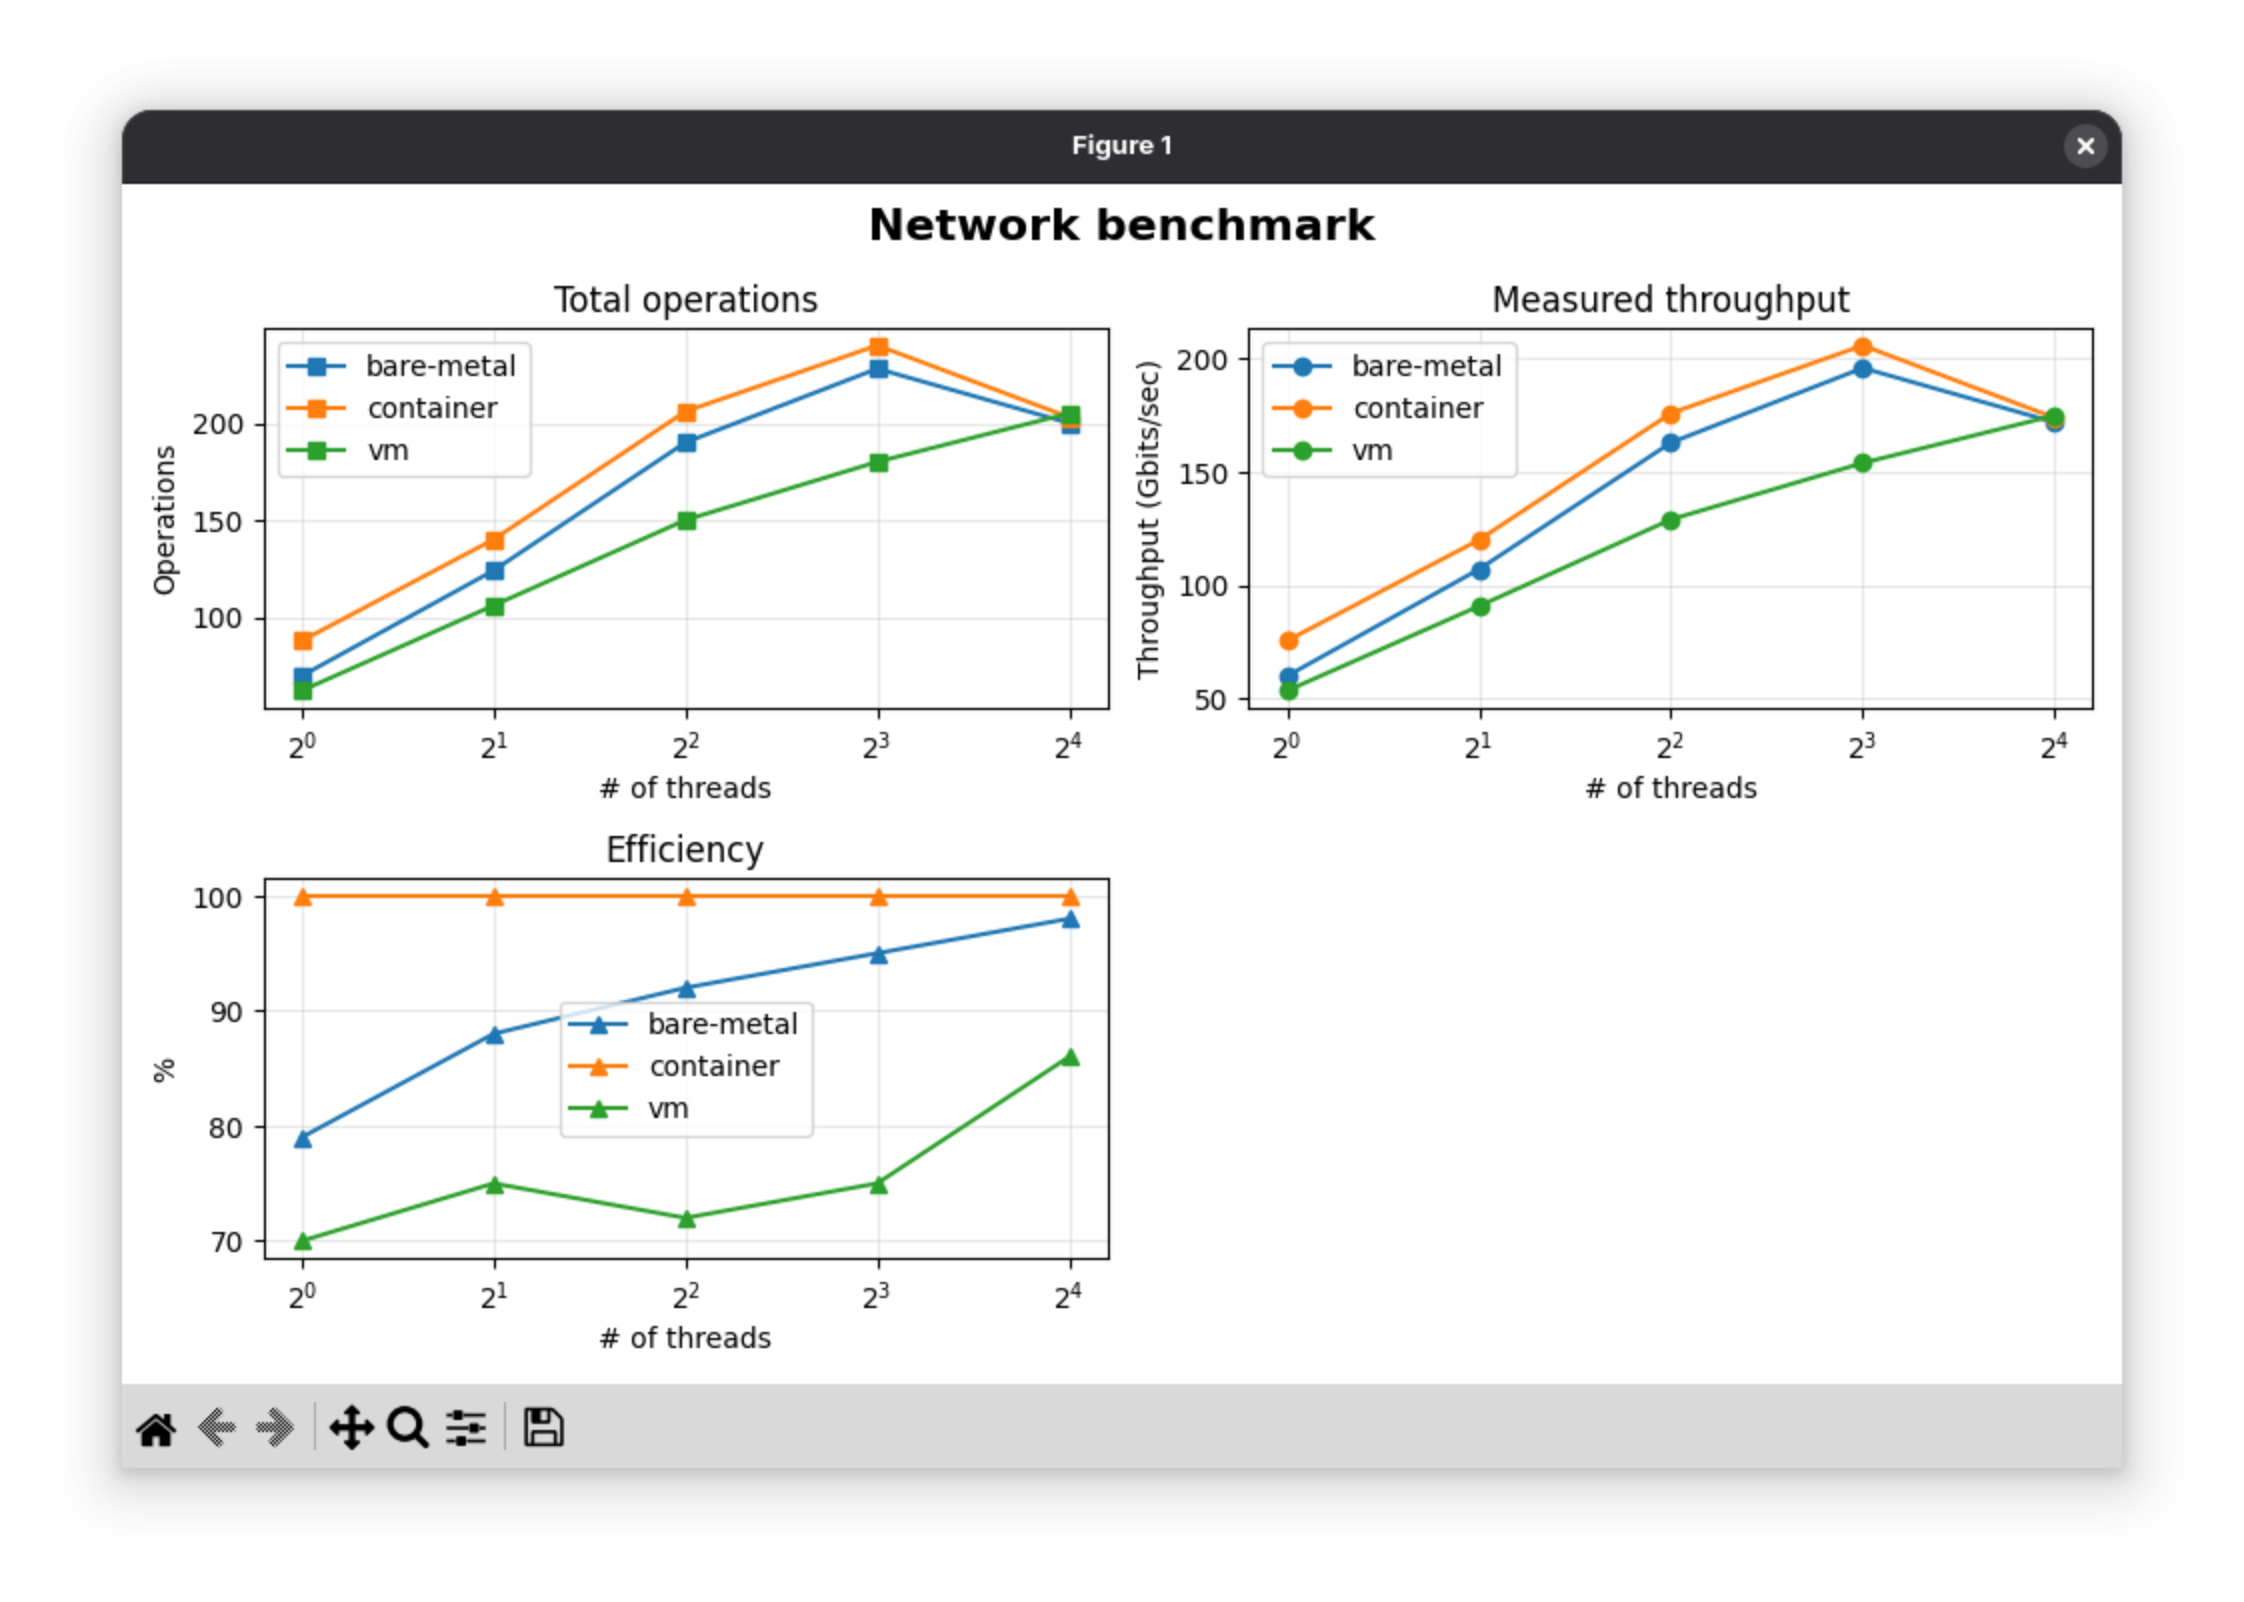 Figure 1
Network benchmark
Total operations
bare-metal
container
vm
Operations
200
150
100
2⁰ 2¹ 2² 2³ 2⁴
# of threads
Measured throughput
bare-metal
container
vm
Throughput (Gbits/sec)
200
150
100
50
2⁰ 2¹ 2² 2³ 2⁴
# of threads
Efficiency
bare-metal
container
vm
%
100
90
80
70
2⁰ 2¹ 2² 2³ 2⁴
# of threads